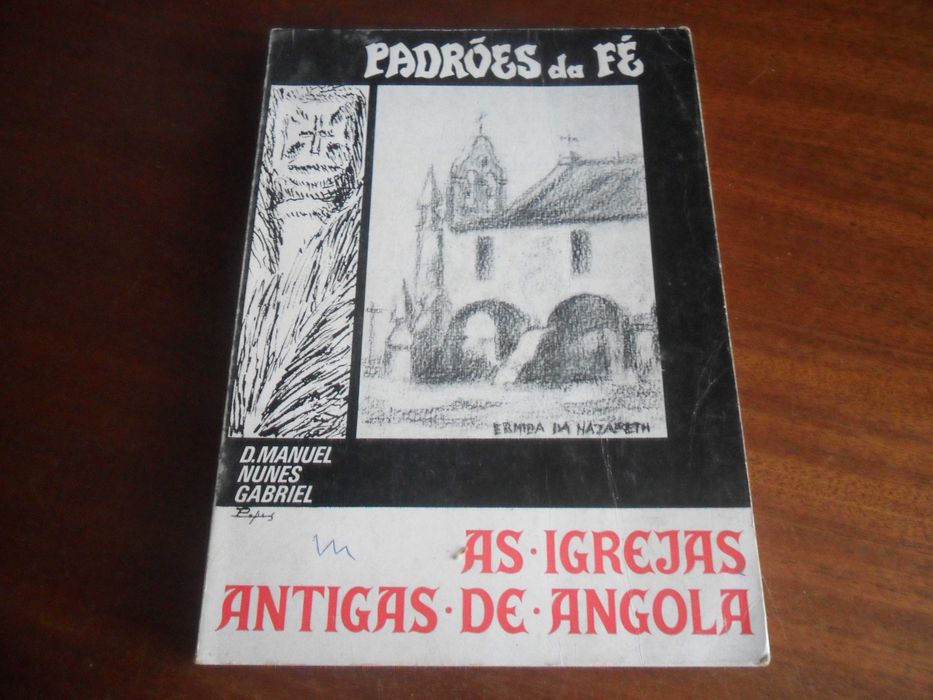 PADRÕES da FÉ
ERMIDA DA NAZARETH
D. MANUEL
NUNES
GABRIEL
AS · IGREJAS
ANTIGAS · DE · ANGOLA